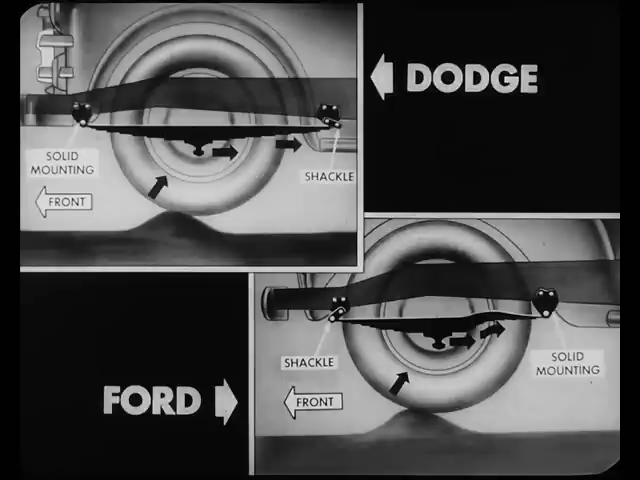 DODGE
SOLID
MOUNTING
SHACKLE
FRONT
SHACKLE
SOLID
MOUNTING
FRONT
FORD